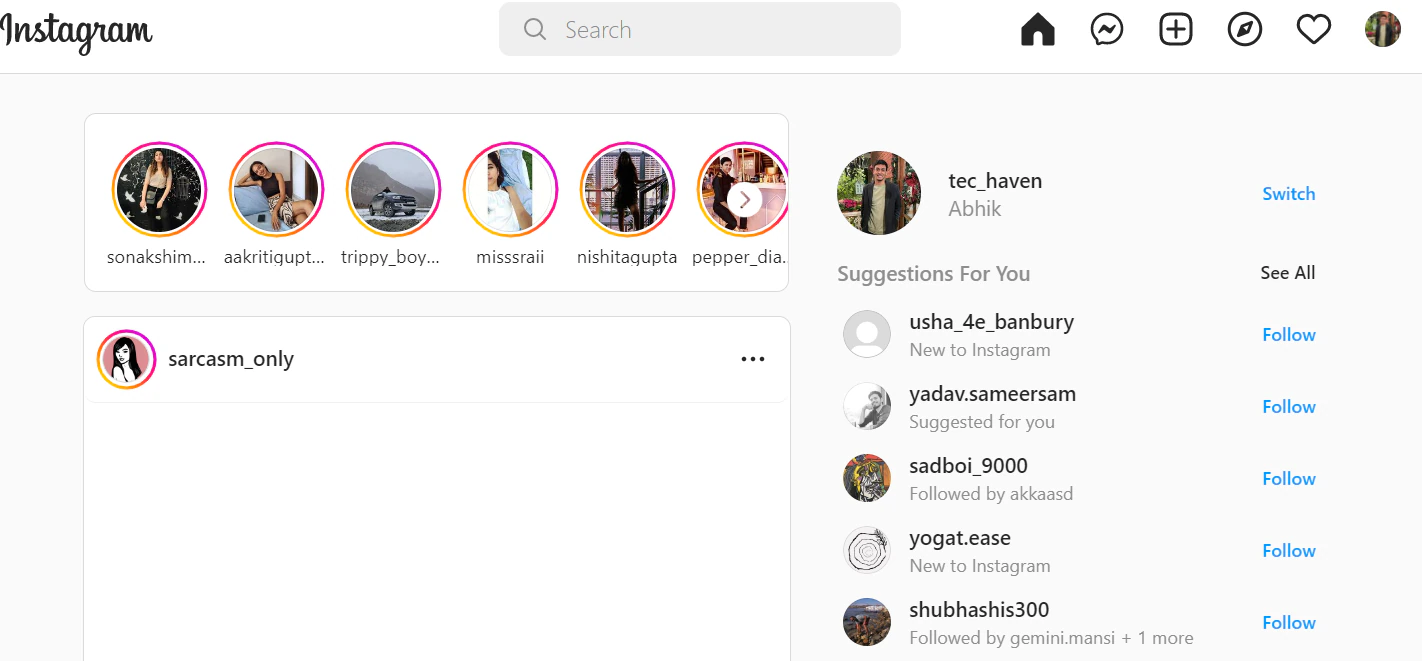 Instagram
Search
sonakshim...
aakritigupt...
trippy_boy...
misssraii
nishitagupta
pepper_dia..
sarcasm_only
tec_haven
Abhik
Switch
Suggestions For You
See All
usha_4e_banbury
New to Instagram
Follow
yadav.sameersam
Suggested for you
Follow
sadboi_9000
Followed by akkaasd
Follow
yogat.ease
New to Instagram
Follow
shubhashis300
Followed by gemini.mansi + 1 more
Follow